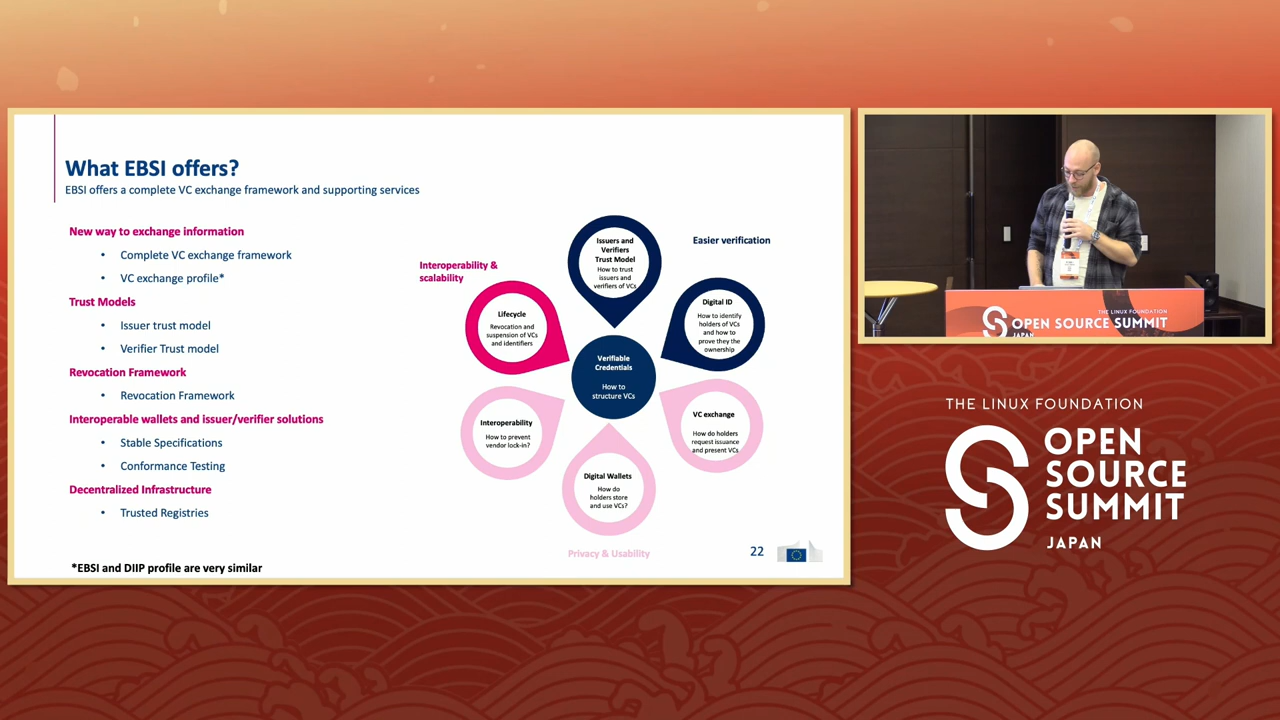 What EBSI offers?
EBSI offers a complete VC exchange framework and supporting services
New way to exchange information
• Complete VC exchange framework
• VC exchange profile*
Trust Models
• Issuer trust model
• Verifier Trust model
Revocation Framework
• Revocation Framework
Interoperable wallets and issuer/verifier solutions
• Stable Specifications
• Conformance Testing
Decentralized Infrastructure
• Trusted Registries
*EBSI and DIIP profile are very similar
Interoperability &
scalability
Easier verification
Issuers and
Verifiers
Trust Model
How to trust
issuers and
verifiers of VCs
Digital ID
How to identify
holders of VCs
and how to
prove they the
ownership
Lifecycle
Revocation and
suspension of VCs
and identifiers
Verifiable
Credentials
How to
structure VCs
Interoperability
How to prevent
vendor lock-in?
VC exchange
How do holders
request issuance
and present VCs
Digital Wallets
How do
holders store
and use VCs?
Privacy & Usability
22
THE LINUX FOUNDATION
OPEN SOURCE SUMMIT
JAPAN
THE LINUX FOUNDATION
OPEN
SOURCE
SUMMIT
JAPAN